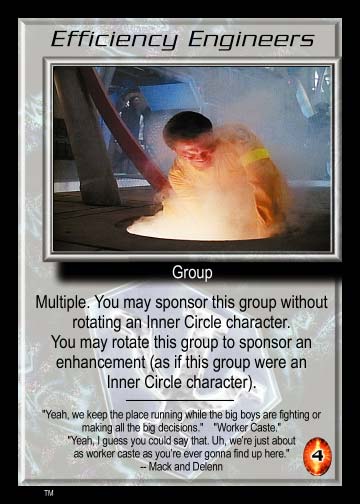 Efficiency Engineers
Group
Multiple. You may sponsor this group without
rotating an Inner Circle character.
You may rotate this group to sponsor an
enhancement (as if this group were an
Inner Circle character).
"Yeah, we keep the place running while the big boys are fighting or
making all the big decisions." "Worker Caste."
"Yeah, I guess you could say that. Uh, we're just about
as worker caste as you're ever gonna find up here."
-- Mack and Delenn
4
TM